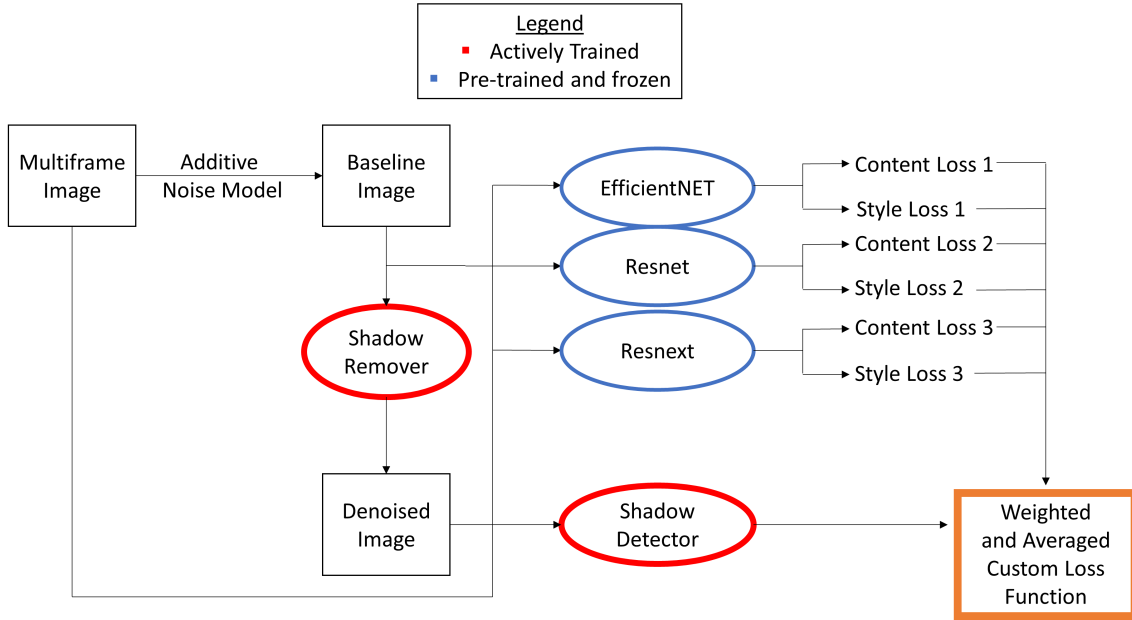 Legend
Actively Trained
Pre-trained and frozen
Multiframe
Image
Additive
Noise Model
Baseline
Image
EfficientNET
Content Loss 1
Style Loss 1
Resnet
Content Loss 2
Style Loss 2
Shadow
Remover
Resnext
Content Loss 3
Style Loss 3
Denoised
Image
Shadow
Detector
Weighted
and Averaged
Custom Loss
Function